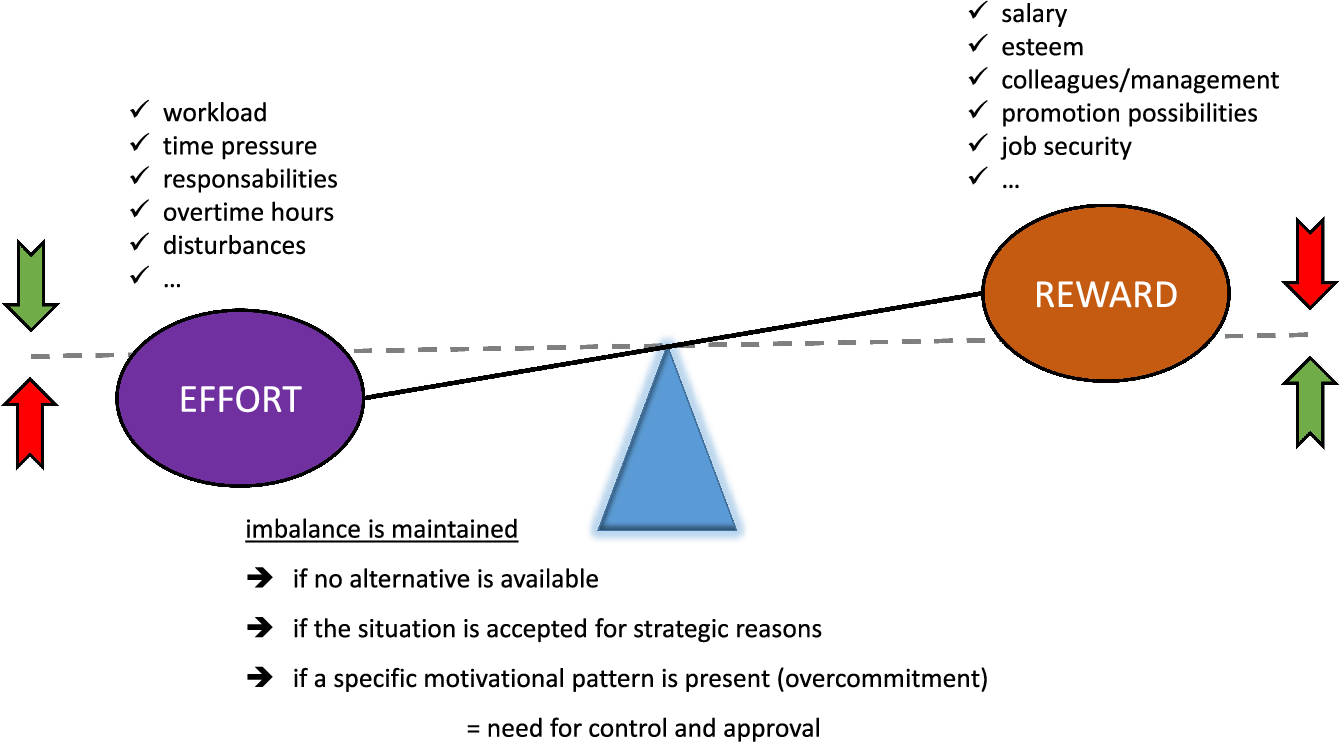 ✓ salary
✓ esteem
✓ colleagues/management
✓ promotion possibilities
✓ job security
✓ ...
✓ workload
✓ time pressure
✓ responsabilities
✓ overtime hours
✓ disturbances
✓ ...
REWARD
EFFORT
imbalance is maintained
➔ if no alternative is available
➔ if the situation is accepted for strategic reasons
➔ if a specific motivational pattern is present (overcommitment)
= need for control and approval